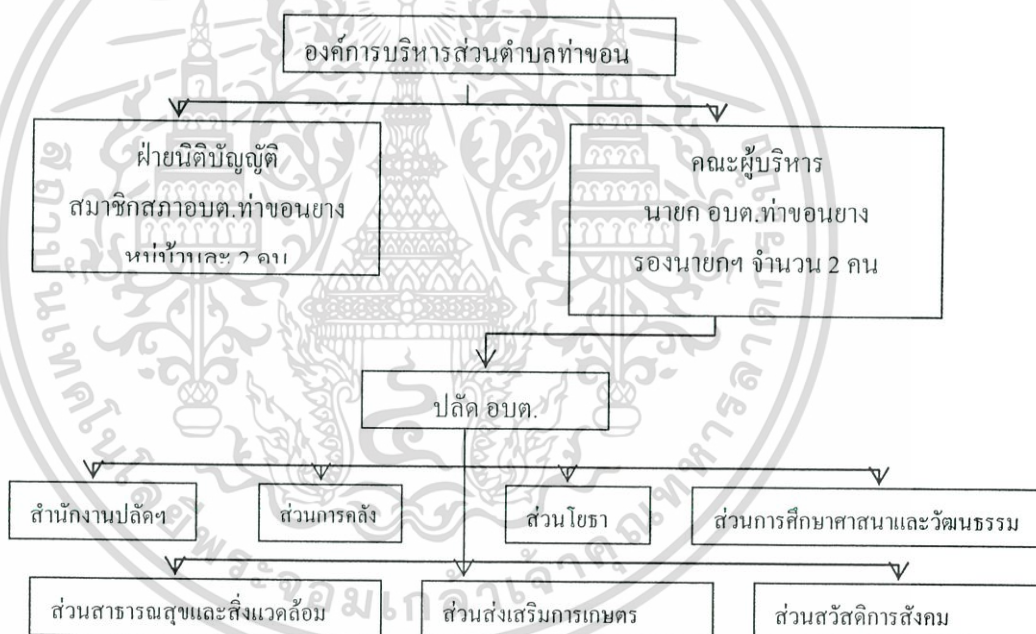 องค์การบริหารส่วนตำบลท่าขอน
ฝ่ายนิติบัญญัติ
สมาชิกสภาอบต.ท่าขอนยาง
หมู่บ้านละ 2 คน
คณะผู้บริหาร
นายก อบต.ท่าขอนยาง
รองนายกฯ จำนวน 2 คน
ปลัด อบต.
สำนักงานปลัดฯ
ส่วนการคลัง
ส่วนโยธา
ส่วนการศึกษาศาสนาและวัฒนธรรม
ส่วนสาธารณสุขและสิ่งแวดล้อม
ส่วนส่งเสริมการเกษตร
ส่วนสวัสดิการสังคม